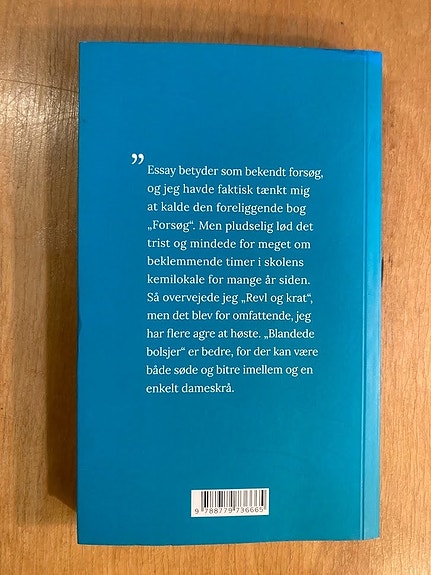 ”
Essay betyder som bekendt forsøg,
og jeg havde faktisk tænkt mig
at kalde den foreliggende bog
„Forsøg“. Men pludselig lød det
trist og mindede for meget om
beklemmende timer i skolens
kemilokale for mange år siden.
Så overvejede jeg „Revl og krat“,
men det blev for omfattende, jeg
har flere agre at høste. „Blandede
bolsjer“ er bedre, for der kan være
både søde og bitre imellem og en
enkelt dameskrå.
9 788779 736665